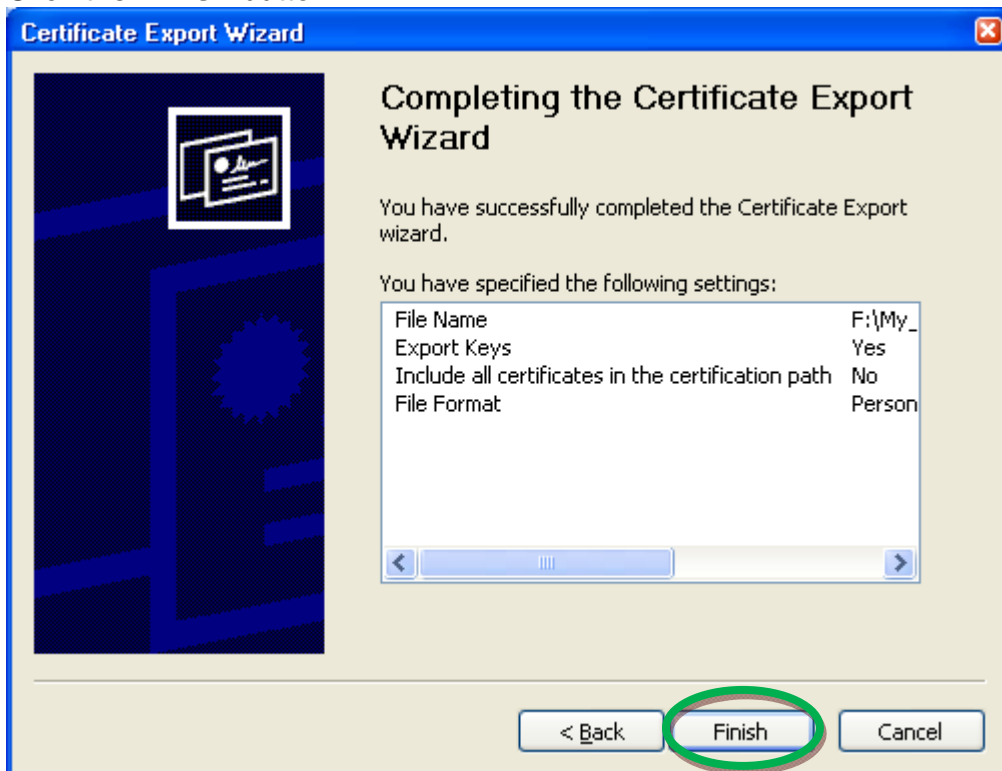 Certificate Export Wizard
Completing the Certificate Export
Wizard
You have successfully completed the Certificate Export
wizard.
You have specified the following settings:
File Name F:\My_
Export Keys Yes
Include all certificates in the certification path No
File Format Person
< Back Finish Cancel